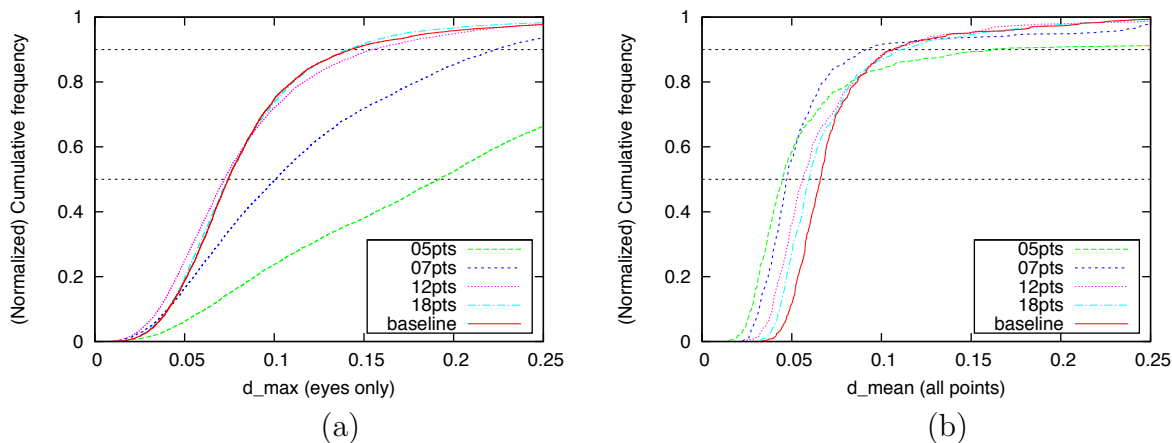 (Normalized) Cumulative frequency
1
0.8
0.6
0.4
0.2
0
0 0.05 0.1 0.15 0.2 0.25
d_max (eyes only)
05pts
07pts
12pts
18pts
baseline
(a)
(Normalized) Cumulative frequency
1
0.8
0.6
0.4
0.2
0
0 0.05 0.1 0.15 0.2 0.25
d_mean (all points)
05pts
07pts
12pts
18pts
baseline
(b)